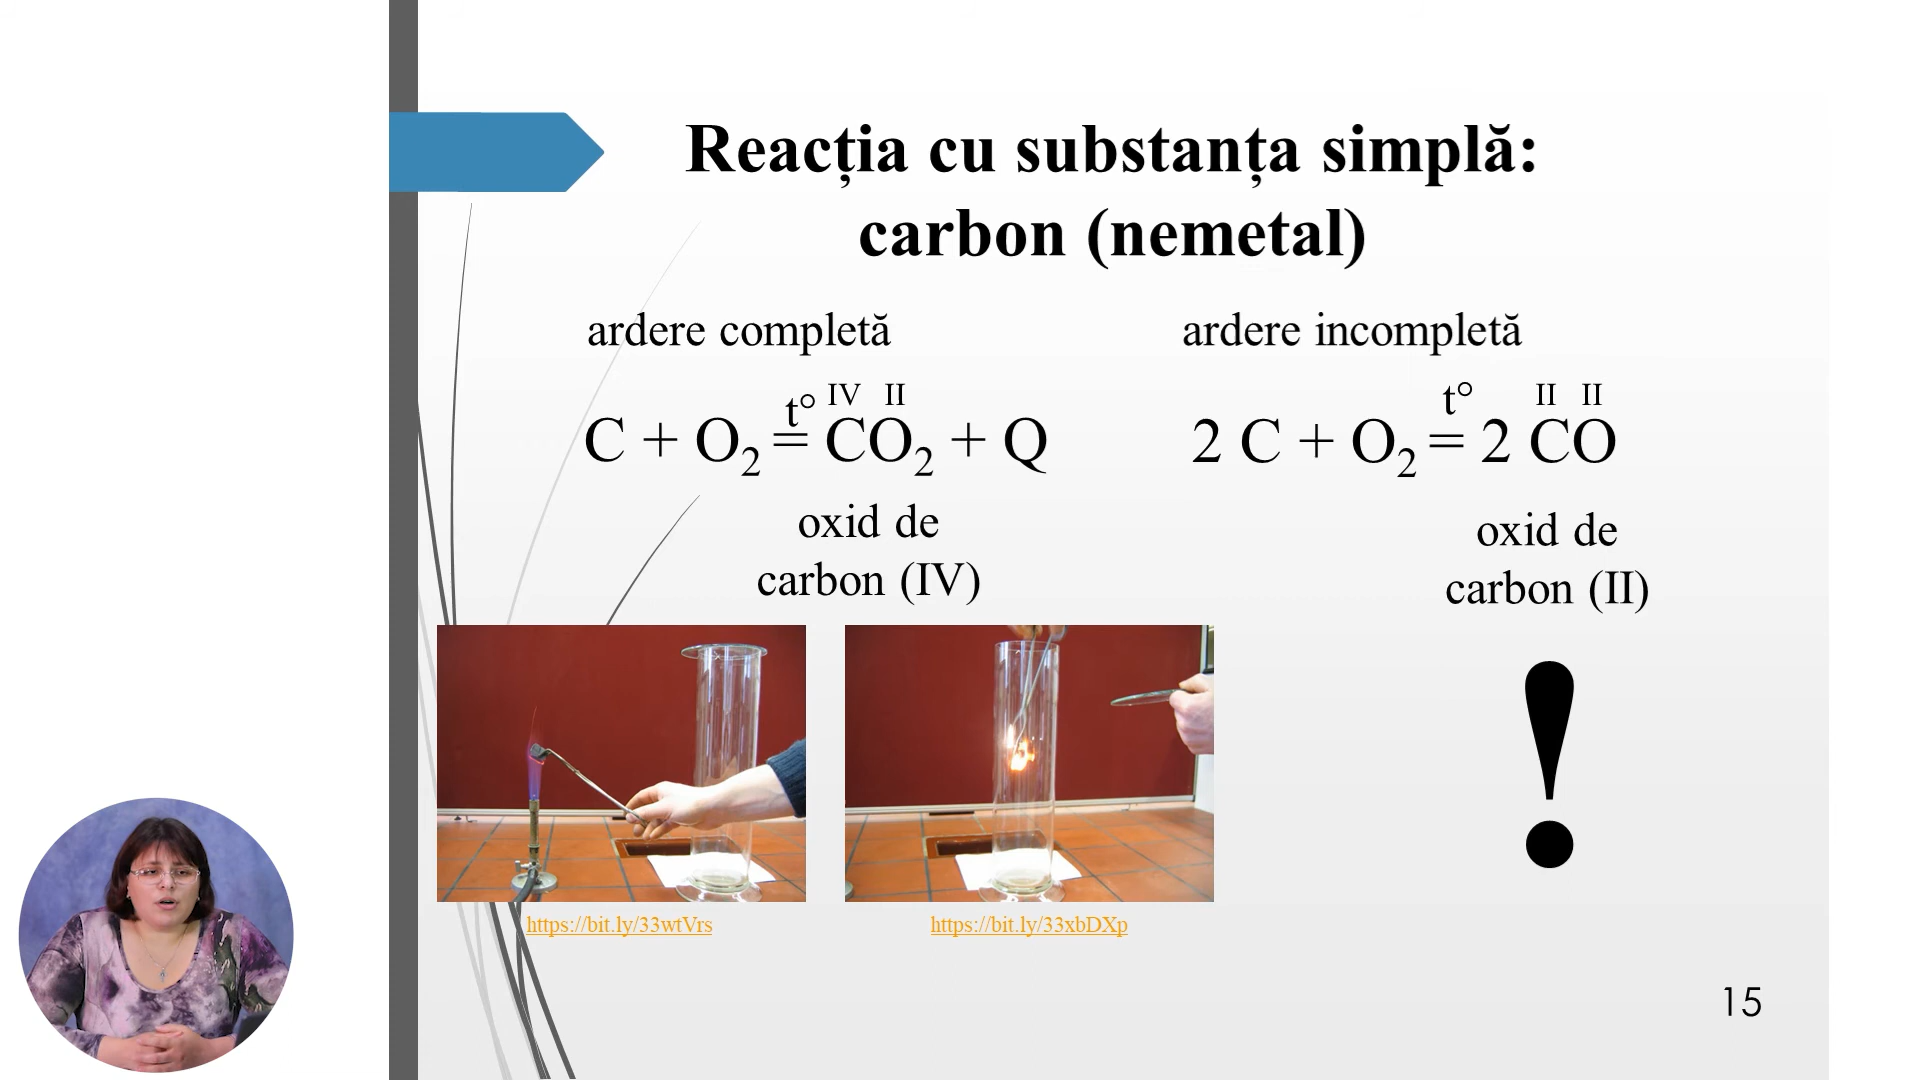 Reacția cu substanța simplă:
carbon (nemetal)
ardere completă
t° IV II
C + O₂ = CO₂ + Q
oxid de
carbon (IV)
ardere incompletă
t° II II
2 C + O₂ = 2 CO
oxid de
carbon (II)
!
https://bit.ly/33wtVrs
https://bit.ly/33xbDXp
15